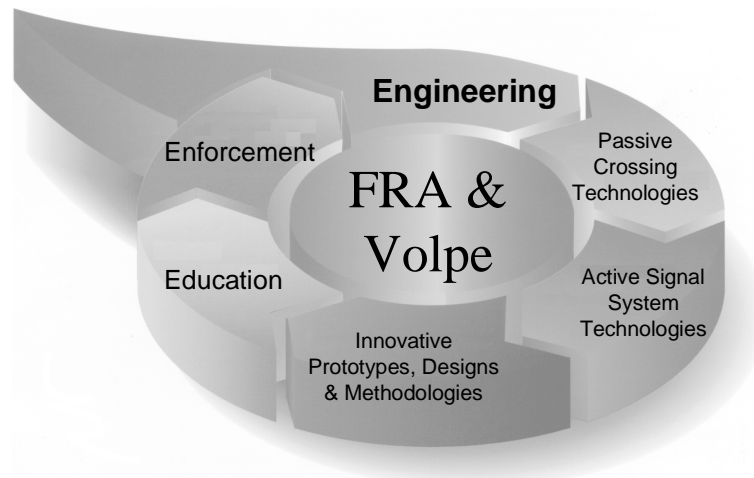 Engineering
Enforcement
Passive
Crossing
Technologies
FRA &
Volpe
Education
Active Signal
System
Technologies
Innovative
Prototypes, Designs
& Methodologies